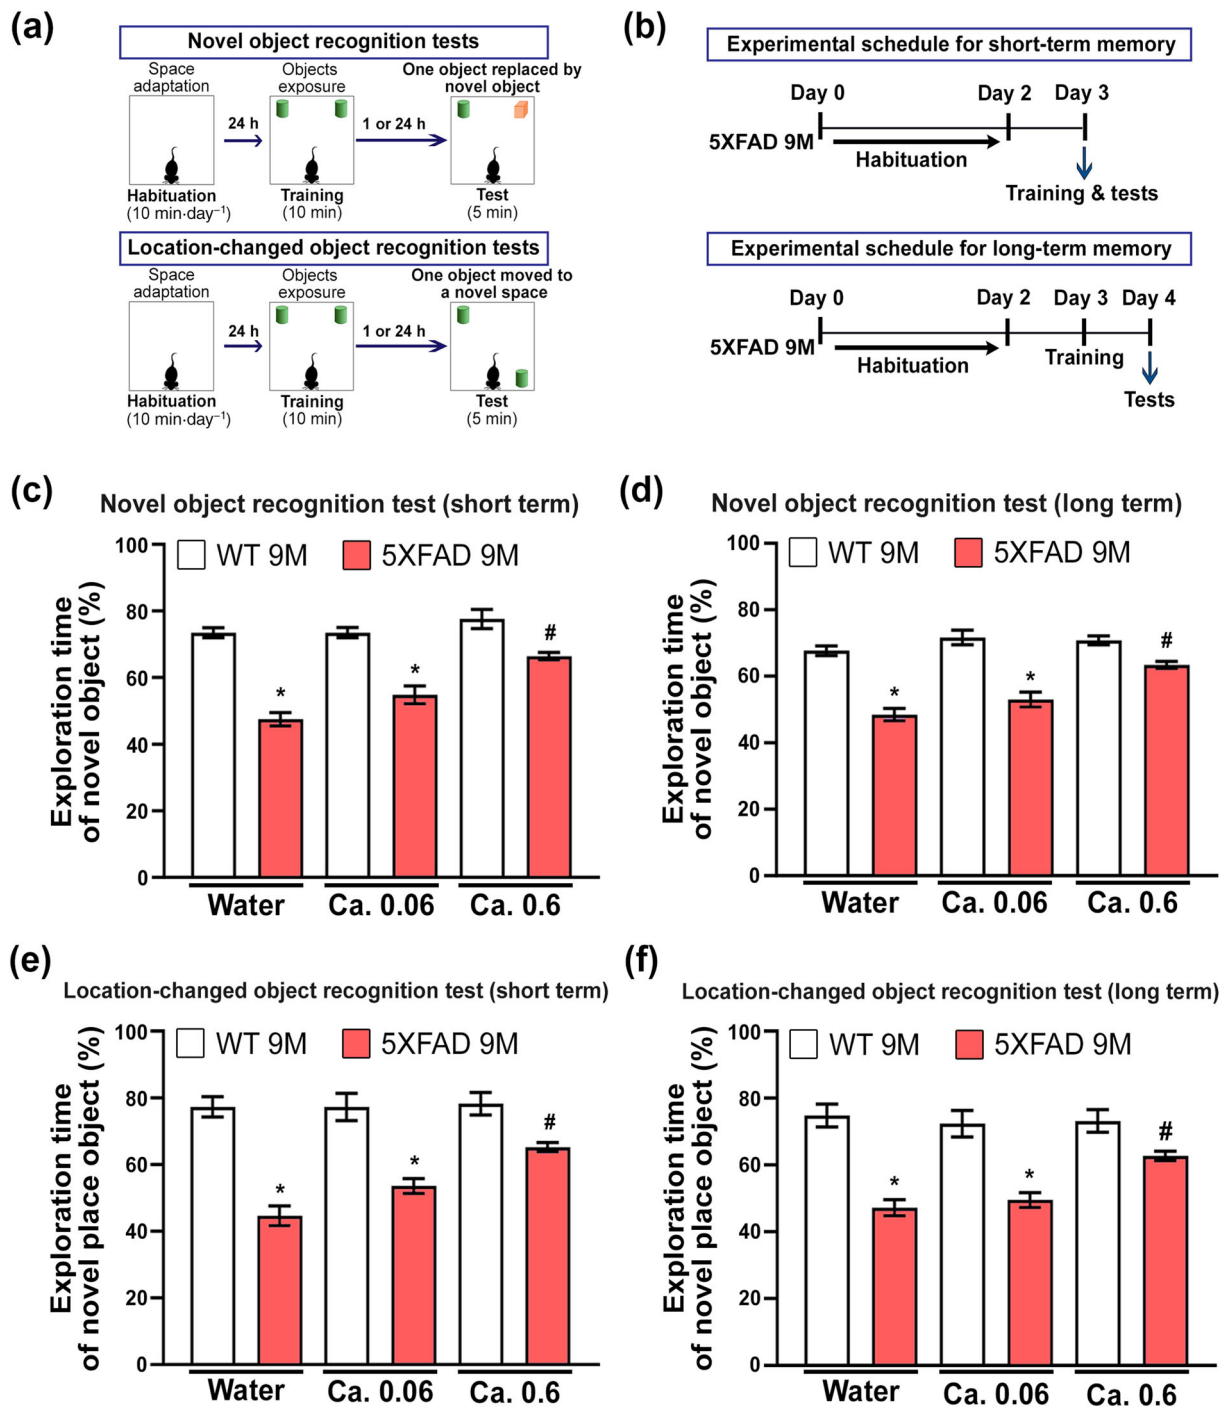 (a)
Novel object recognition tests
Space adaptation
Objects exposure
One object replaced by novel object
24 h
1 or 24 h
Habituation
(10 min·day⁻¹)
Training
(10 min)
Test
(5 min)
Location-changed object recognition tests
Space adaptation
Objects exposure
One object moved to a novel space
24 h
1 or 24 h
Habituation
(10 min·day⁻¹)
Training
(10 min)
Test
(5 min)
(b)
Experimental schedule for short-term memory
Day 0
Day 2
Day 3
5XFAD 9M
Habituation
Training & tests
Experimental schedule for long-term memory
Day 0
Day 2
Day 3
Day 4
5XFAD 9M
Habituation
Training
Tests
(c)
Novel object recognition test (short term)
WT 9M
5XFAD 9M
Exploration time
of novel object (%)
100
80
60
40
20
0
*
*
#
Water
Ca. 0.06
Ca. 0.6
(d)
Novel object recognition test (long term)
WT 9M
5XFAD 9M
Exploration time
of novel object (%)
100
80
60
40
20
0
*
*
#
Water
Ca. 0.06
Ca. 0.6
(e)
Location-changed object recognition test (short term)
WT 9M
5XFAD 9M
Exploration time
of novel place object (%)
100
80
60
40
20
0
*
*
#
Water
Ca. 0.06
Ca. 0.6
(f)
Location-changed object recognition test (long term)
WT 9M
5XFAD 9M
Exploration time
of novel place object (%)
100
80
60
40
20
0
*
*
#
Water
Ca. 0.06
Ca. 0.6